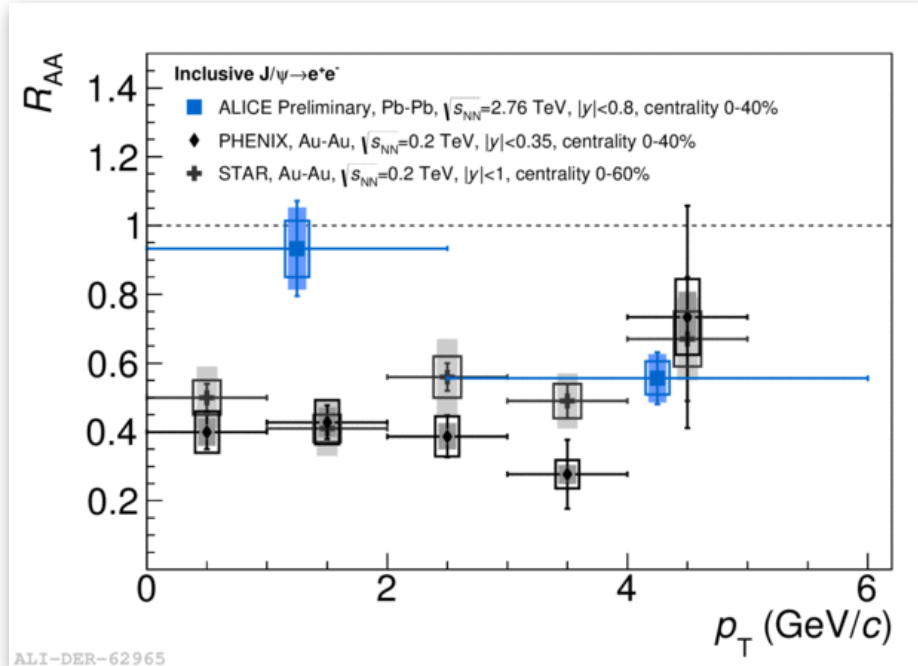 R_AA
1.4
1.2
1
0.8
0.6
0.4
0.2
Inclusive J/ψ→e⁺e⁻
ALICE Preliminary, Pb-Pb, √s_NN=2.76 TeV, |y|<0.8, centrality 0-40%
PHENIX, Au-Au, √s_NN=0.2 TeV, |y|<0.35, centrality 0-40%
STAR, Au-Au, √s_NN=0.2 TeV, |y|<1, centrality 0-60%
0 2 4 6
p_T (GeV/c)
ALI-DER-62965